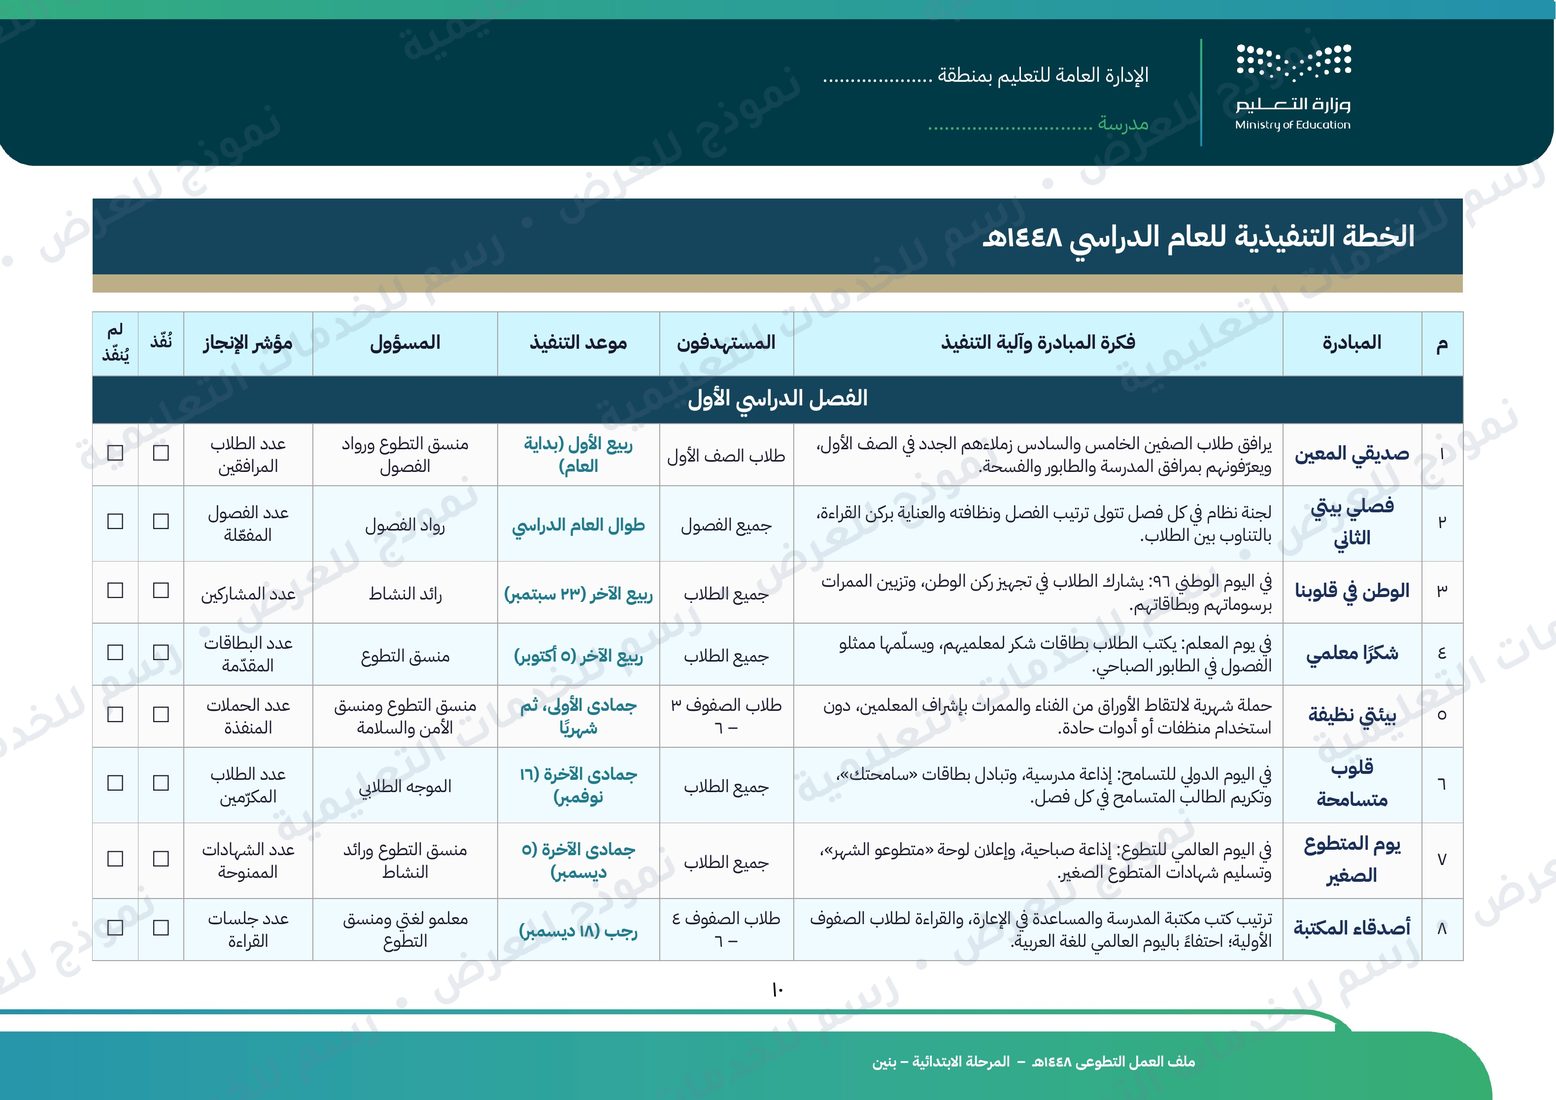 وزارة التعليم
Ministry of Education
الإدارة العامة للتعليم بمنطقة ....................
مدرسة ..............................
الخطة التنفيذية للعام الدراسي ١٤٤٨هـ
م	المبادرة	فكرة المبادرة وآلية التنفيذ	المستهدفون	موعد التنفيذ	المسؤول	مؤشر الإنجاز	نُفّذ	لم يُنفّذ
الفصل الدراسي الأول
١	صديقي المعين	يرافق طلاب الصفين الخامس والسادس زملاءهم الجدد في الصف الأول، ويعرّفونهم بمرافق المدرسة والطابور والفسحة.	طلاب الصف الأول	ربيع الأول (بداية العام)	منسق التطوع ورواد الفصول	عدد الطلاب المرافقين	☐	☐
٢	فصلي بيتي الثاني	لجنة نظام في كل فصل تتولى ترتيب الفصل ونظافته والعناية بركن القراءة، بالتناوب بين الطلاب.	جميع الفصول	طوال العام الدراسي	رواد الفصول	عدد الفصول المفعّلة	☐	☐
٣	الوطن في قلوبنا	في اليوم الوطني ٩٦: يشارك الطلاب في تجهيز ركن الوطن، وتزيين الممرات برسوماتهم وبطاقاتهم.	جميع الطلاب	ربيع الآخر (٢٣ سبتمبر)	رائد النشاط	عدد المشاركين	☐	☐
٤	شكرًا معلمي	في يوم المعلم: يكتب الطلاب بطاقات شكر لمعلميهم، ويسلّمها ممثلو الفصول في الطابور الصباحي.	جميع الطلاب	ربيع الآخر (٥ أكتوبر)	منسق التطوع	عدد البطاقات المقدّمة	☐	☐
٥	بيئتي نظيفة	حملة شهرية لالتقاط الأوراق من الفناء والممرات بإشراف المعلمين، دون استخدام منظفات أو أدوات حادة.	طلاب الصفوف ٣ – ٦	جمادى الأولى، ثم شهريًا	منسق التطوع ومنسق الأمن والسلامة	عدد الحملات المنفذة	☐	☐
٦	قلوب متسامحة	في اليوم الدولي للتسامح: إذاعة مدرسية، وتبادل بطاقات «سامحتك»، وتكريم الطالب المتسامح في كل فصل.	جميع الطلاب	جمادى الآخرة (١٦ نوفمبر)	الموجه الطلابي	عدد الطلاب المكرّمين	☐	☐
٧	يوم المتطوع الصغير	في اليوم العالمي للتطوع: إذاعة صباحية، وإعلان لوحة «متطوعو الشهر»، وتسليم شهادات المتطوع الصغير.	جميع الطلاب	جمادى الآخرة (٥ ديسمبر)	منسق التطوع ورائد النشاط	عدد الشهادات الممنوحة	☐	☐
٨	أصدقاء المكتبة	ترتيب كتب مكتبة المدرسة والمساعدة في الإعارة، والقراءة لطلاب الصفوف الأولية؛ احتفاءً باليوم العالمي للغة العربية.	طلاب الصفوف ٤ – ٦	رجب (١٨ ديسمبر)	معلمو لغتي ومنسق التطوع	عدد جلسات القراءة	☐	☐
١٠
ملف العمل التطوعي ١٤٤٨هـ – المرحلة الابتدائية – بنين
نموذج للعرض • رسم للخدمات التعليمية